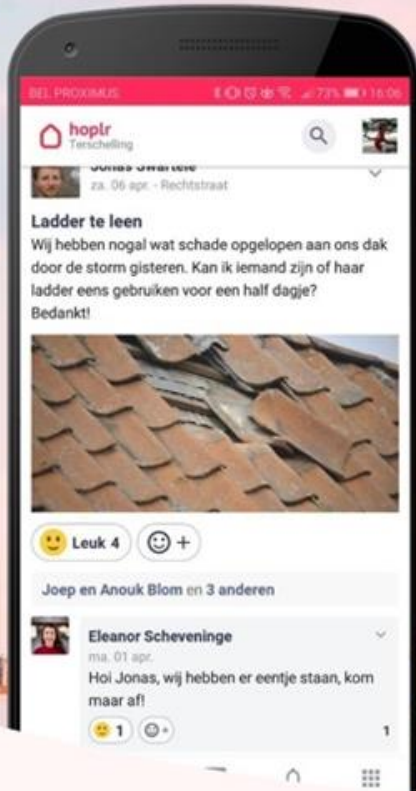 BEL PROXIMUS 73% 16:06
hoplr
Terschelling
Jonas Swartelé
za. 06 apr. - Rechtstraat
Ladder te leen
Wij hebben nogal wat schade opgelopen aan ons dak
door de storm gisteren. Kan ik iemand zijn of haar
ladder eens gebruiken voor een half dagje?
Bedankt!
Leuk 4
Joep en Anouk Blom en 3 anderen
Eleanor Scheveninge
ma. 01 apr.
Hoi Jonas, wij hebben er eentje staan, kom
maar af!
1
1